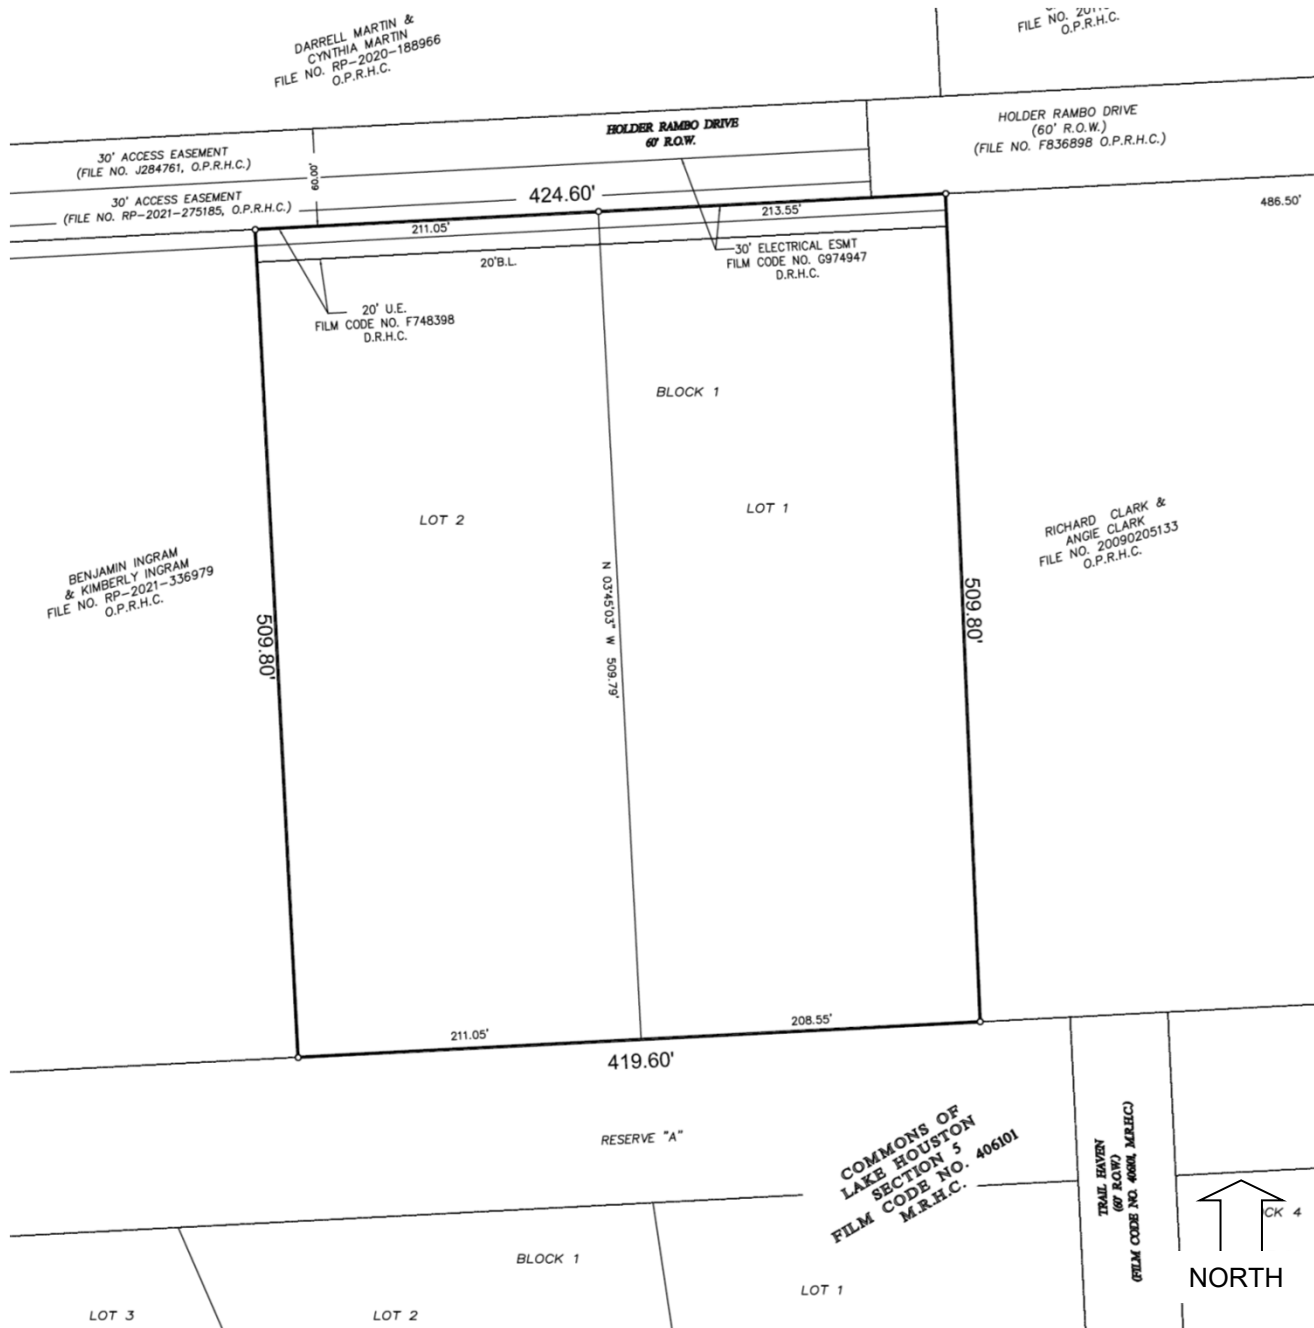 DARRELL MARTIN &
CYNTHIA MARTIN
FILE NO. RP-2020-188966
O.P.R.H.C.
FILE NO.
O.P.R.H.C.
30' ACCESS EASEMENT
(FILE NO. J284761, O.P.R.H.C.)
60.00'
HOLDER RAMBO DRIVE
60' R.O.W.
HOLDER RAMBO DRIVE
(60' R.O.W.)
(FILE NO. F836898 O.P.R.H.C.)
30' ACCESS EASEMENT
(FILE NO. RP-2021-275185, O.P.R.H.C.)
424.60'
486.50'
211.05'
213.55'
20'B.L.
30' ELECTRICAL ESMT
FILM CODE NO. G974947
D.R.H.C.
20' U.E.
FILM CODE NO. F748398
D.R.H.C.
BLOCK 1
LOT 2
LOT 1
BENJAMIN INGRAM
& KIMBERLY INGRAM
FILE NO. RP-2021-336979
O.P.R.H.C.
RICHARD CLARK &
ANGIE CLARK
FILE NO. 20090205133
O.P.R.H.C.
509.80'
N 03°45'03" W 509.79'
509.80'
211.05'
208.55'
419.60'
RESERVE "A"
COMMONS OF
LAKE HOUSTON
SECTION 5
FILM CODE NO. 406101
M.R.H.C.
TRAIL HAVEN
(60' R.O.W.)
BLOCK 1
LOT 3
LOT 2
LOT 1
CK 4
NORTH